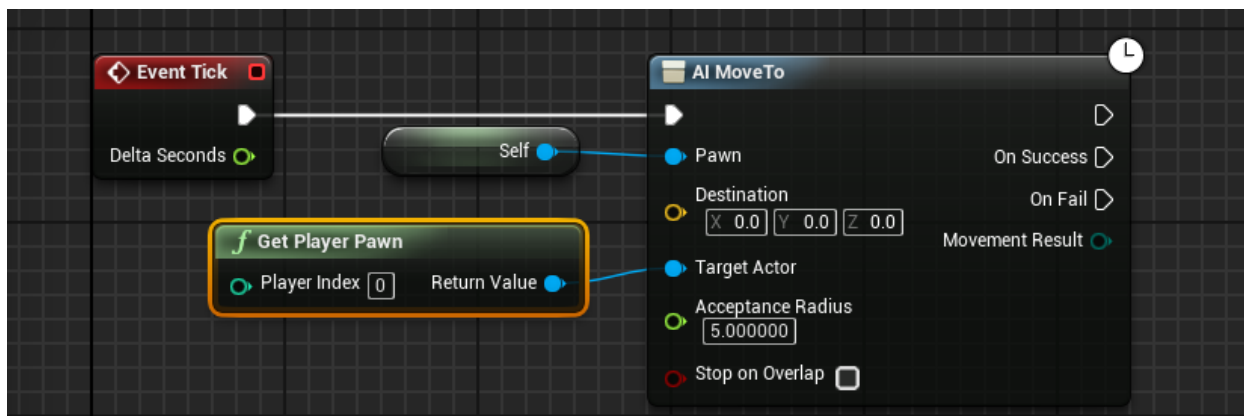 Event Tick
Delta Seconds
Self
f Get Player Pawn
Player Index 0 Return Value
AI MoveTo
Pawn
On Success
Destination
X 0.0 Y 0.0 Z 0.0
On Fail
Movement Result
Target Actor
Acceptance Radius
5.000000
Stop on Overlap